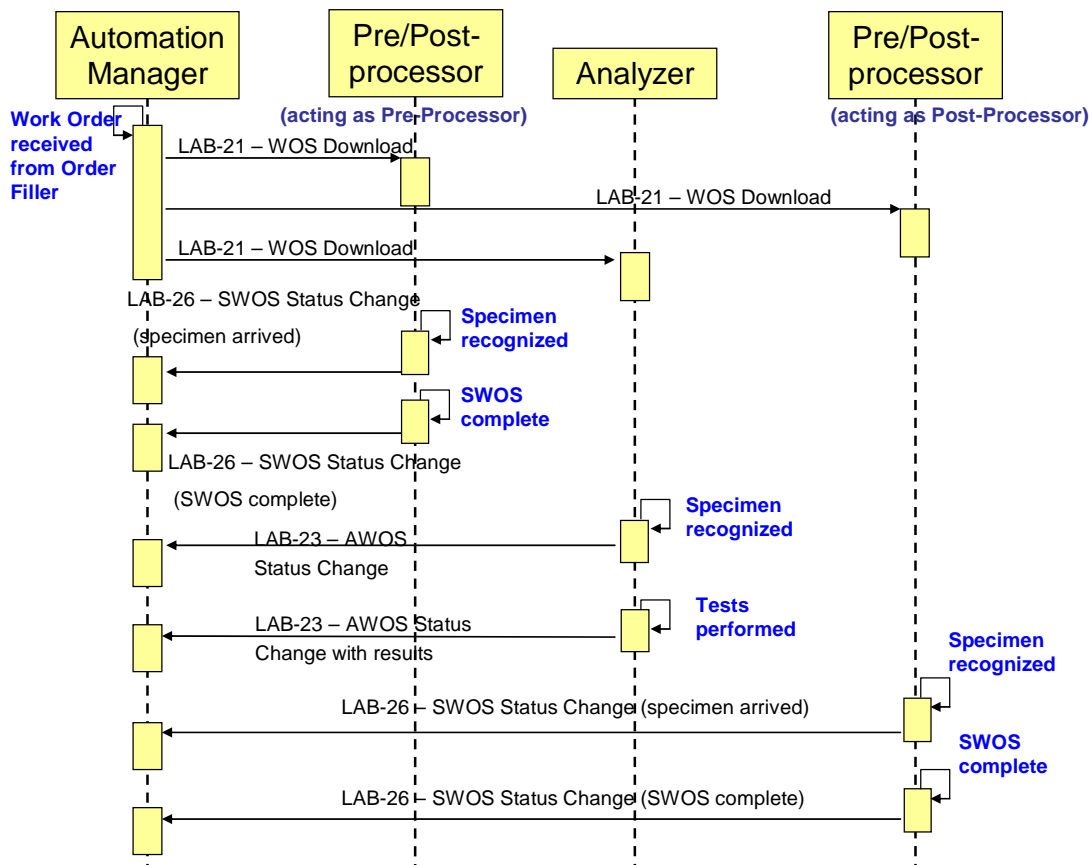 Automation
Manager
Pre/Post-
processor
Analyzer
Pre/Post-
processor
(acting as Pre-Processor)
(acting as Post-Processor)
Work Order
received
from Order
Filler
LAB-21 – WOS Download
LAB-21 – WOS Download
LAB-21 – WOS Download
LAB-26 – SWOS Status Change
(specimen arrived)
Specimen
recognized
SWOS
complete
LAB-26 – SWOS Status Change
(SWOS complete)
Specimen
recognized
LAB-23 – AWOS
Status Change
Tests
performed
LAB-23 – AWOS Status
Change with results
Specimen
recognized
LAB-26 – SWOS Status Change (specimen arrived)
SWOS
complete
LAB-26 – SWOS Status Change (SWOS complete)